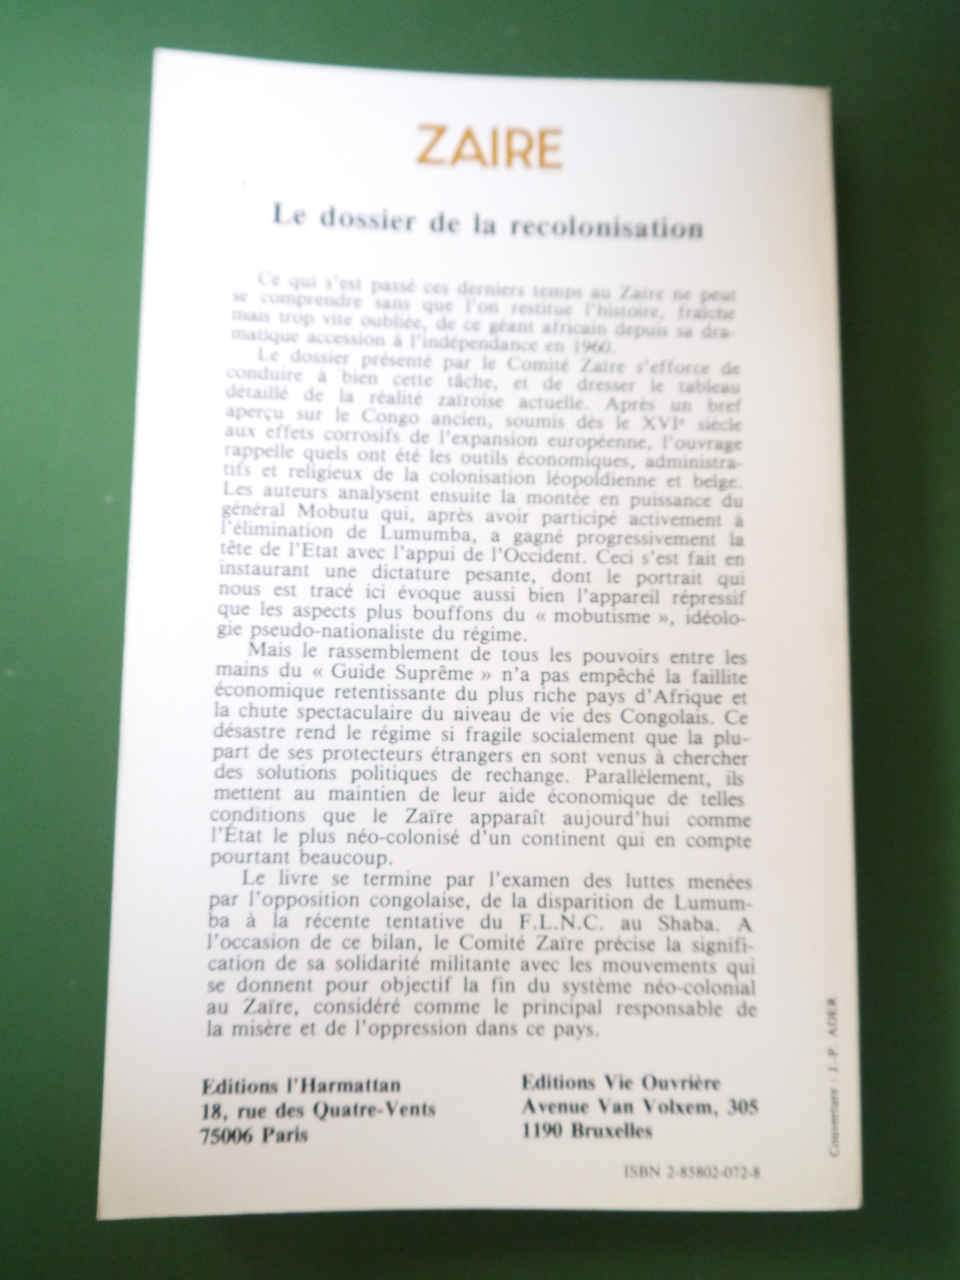 ZAIRE
Le dossier de la recolonisation
Ce qui s'est passé ces derniers temps au Zaïre ne peut
se comprendre sans que l'on restitue l'histoire, fraîche
mais trop vite oubliée, de ce géant africain depuis sa dra-
matique accession à l'indépendance en 1960.
Le dossier présenté par le Comité Zaïre s'efforce de
conduire à bien cette tâche, et de dresser le tableau
détaillé de la réalité zaïroise actuelle. Après un bref
aperçu sur le Congo ancien, soumis dès le XVIe siècle
aux effets corrosifs de l'expansion européenne, l'ouvrage
rappelle quels ont été les outils économiques, administra-
tifs et religieux de la colonisation léopoldienne et belge.
Les auteurs analysent ensuite la montée en puissance du
général Mobutu qui, après avoir participé activement à
l'élimination de Lumumba, a gagné progressivement la
tête de l'Etat avec l'appui de l'Occident. Ceci s'est fait en
instaurant une dictature pesante, dont le portrait qui
nous est tracé ici évoque aussi bien l'appareil répressif
que les aspects plus bouffons du « mobutisme », idéolo-
gie pseudo-nationaliste du régime.
Mais le rassemblement de tous les pouvoirs entre les
mains du « Guide Suprême » n'a pas empêché la faillite
économique retentissante du plus riche pays d'Afrique et
la chute spectaculaire du niveau de vie des Congolais. Ce
désastre rend le régime si fragile socialement que la plu-
part de ses protecteurs étrangers en sont venus à chercher
des solutions politiques de rechange. Parallèlement, ils
mettent au maintien de leur aide économique de telles
conditions que le Zaïre apparaît aujourd'hui comme
l'État le plus néo-colonisé d'un continent qui en compte
pourtant beaucoup.
Le livre se termine par l'examen des luttes menées
par l'opposition congolaise, de la disparition de Lumum-
ba à la récente tentative du F.L.N.C. au Shaba. A
l'occasion de ce bilan, le Comité Zaïre précise la signifi-
cation de sa solidarité militante avec les mouvements qui
se donnent pour objectif la fin du système néo-colonial
au Zaïre, considéré comme le principal responsable de
la misère et de l'oppression dans ce pays.
Editions l'Harmattan
18, rue des Quatre-Vents
75006 Paris
Editions Vie Ouvrière
Avenue Van Volxem, 305
1190 Bruxelles
ISBN 2-85802-072-8
Couverture : J.-P. ADER